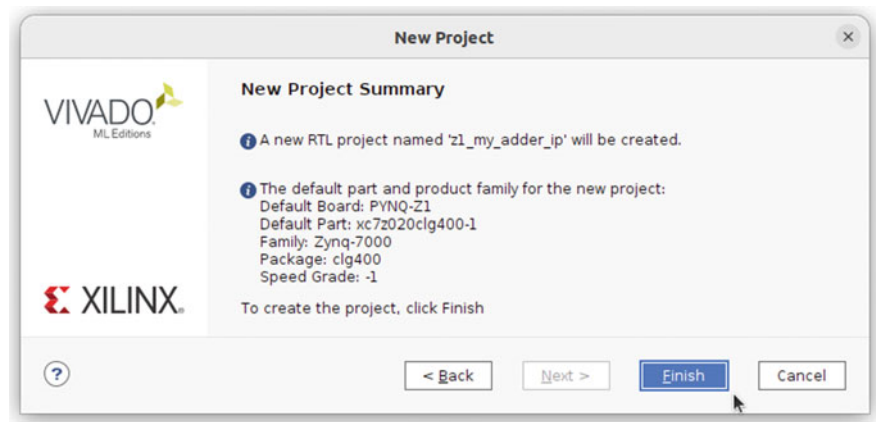 New Project
VIVADO.
ML Editions
New Project Summary
A new RTL project named 'z1_my_adder_ip' will be created.
The default part and product family for the new project:
Default Board: PYNQ-Z1
Default Part: xc7z020clg400-1
Family: Zynq-7000
Package: clg400
Speed Grade: -1
XILINX.
To create the project, click Finish
?
< Back
Next >
Finish
Cancel